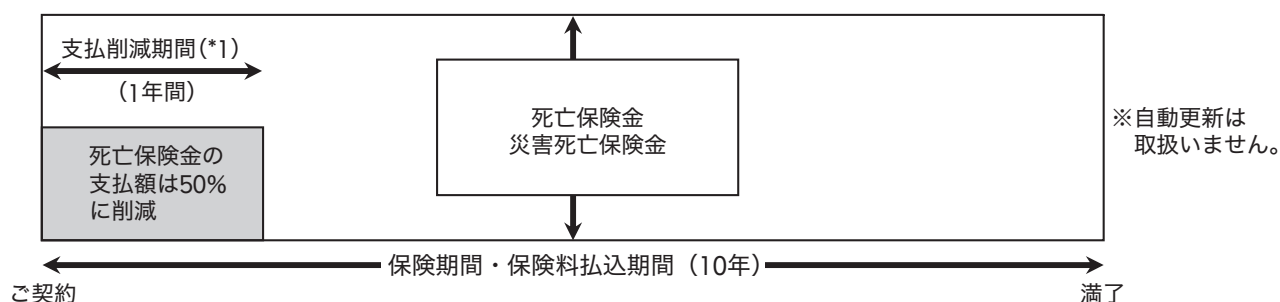 支払削減期間(*1)
(1年間)
死亡保険金の
支払額は50%
に削減
死亡保険金
災害死亡保険金
※自動更新は
取扱いません。
保険期間・保険料払込期間(10年)
ご契約
満了